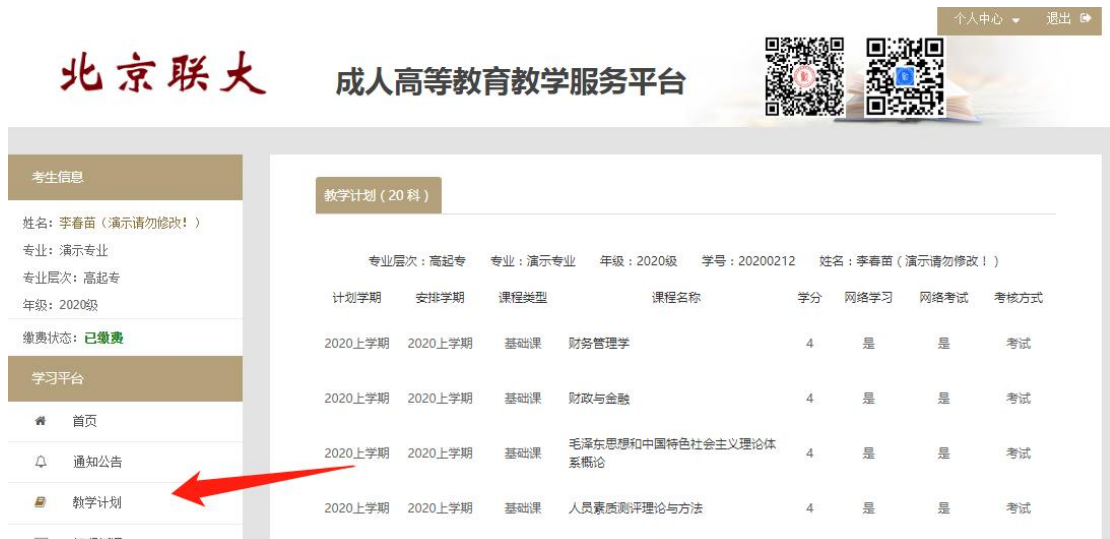 个人中心 退出
北京联大 成人高等教育教学服务平台
考生信息
姓名：李春苗（演示请勿修改！）
专业：演示专业
专业层次：高起专
年级：2020级
缴费状态：已缴费
学习平台
首页
通知公告
教学计划
教学计划（20 科）
专业层次：高起专 专业：演示专业 年级：2020级 学号：20200212 姓名：李春苗（演示请勿修改！）
计划学期 安排学期 课程类型 课程名称 学分 网络学习 网络考试 考核方式
2020上学期 2020上学期 基础课 财务管理学 4 是 是 考试
2020上学期 2020上学期 基础课 财政与金融 4 是 是 考试
2020上学期 2020上学期 基础课 毛泽东思想和中国特色社会主义理论体
系概论 4 是 是 考试
2020上学期 2020上学期 基础课 人员素质测评理论与方法 4 是 是 考试